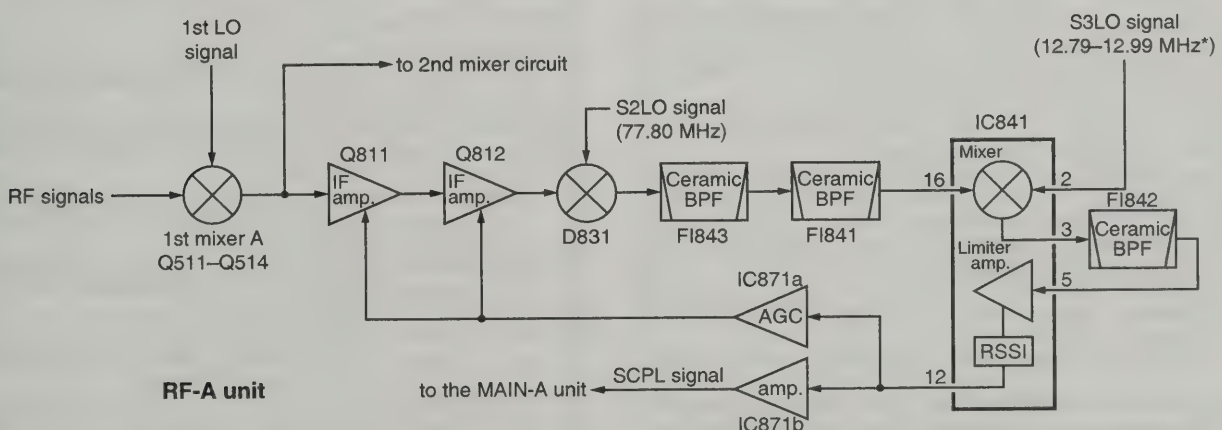 1st LO
signal
S3LO signal
(12.79–12.99 MHz*)
to 2nd mixer circuit
S2LO signal
(77.80 MHz)
IC841
Mixer
Q811
Q812
IF
amp.
IF
amp.
Ceramic
BPF
Ceramic
BPF
16
2
RF signals
FI842
3
Ceramic
BPF
1st mixer A
Q511–Q514
D831
FI843
FI841
Limiter
amp.
5
IC871a
AGC
RSSI
12
RF-A unit
to the MAIN-A unit
SCPL signal
amp.
IC871b